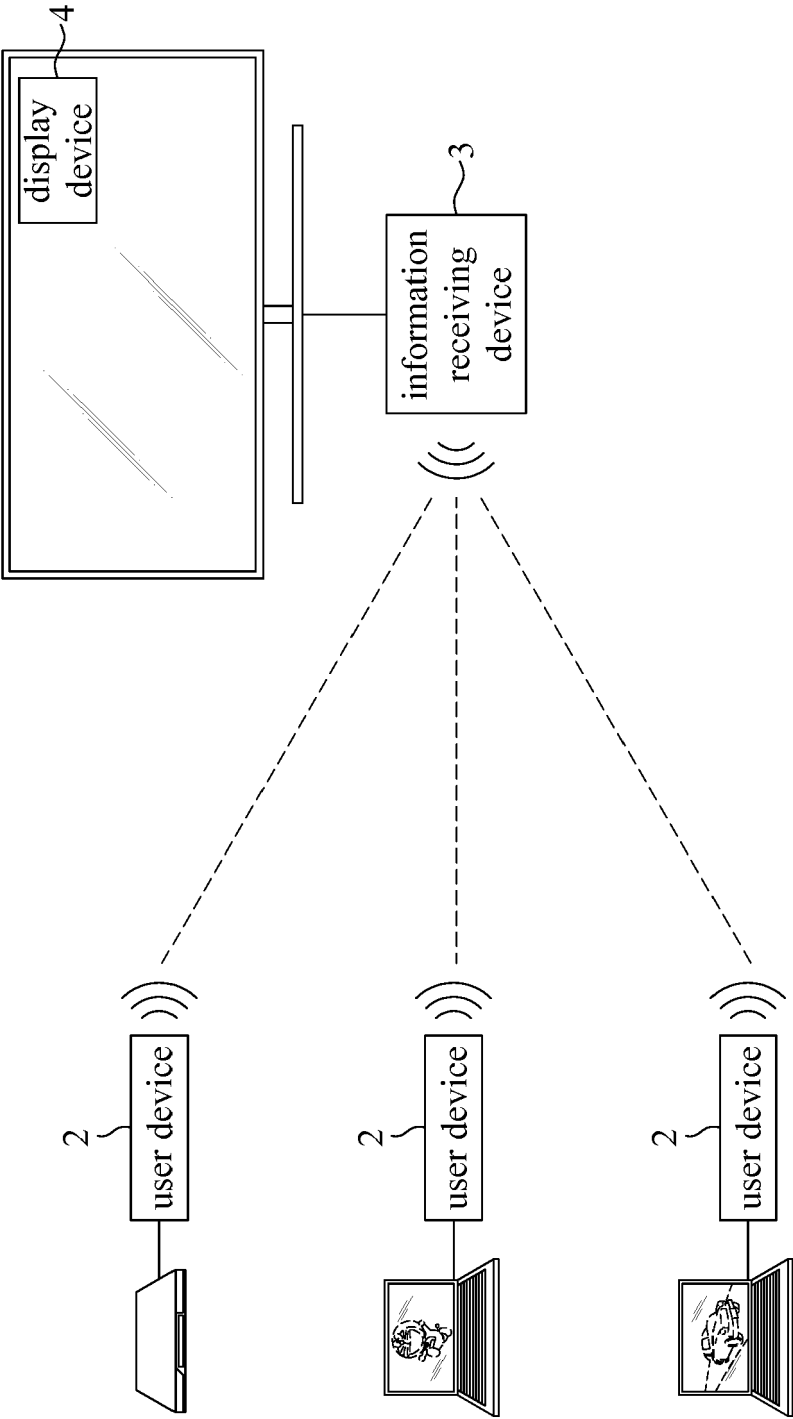 display
device
4
2
user device
2
user device
information
receiving
device
3
2
user device